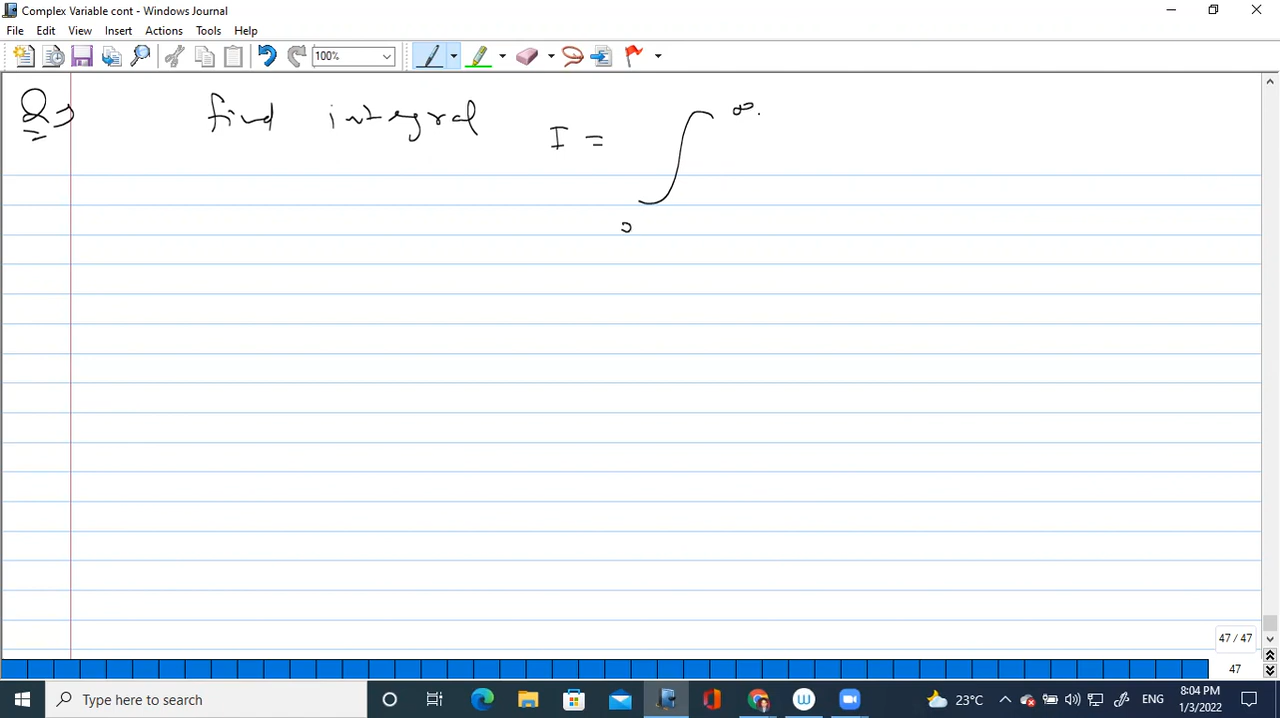 Complex Variable cont - Windows Journal
File Edit View Insert Actions Tools Help
100%
Q→ find integral I = ∫₀^∞
47 / 47
47
Type here to search
23°C
ENG
8:04 PM
1/3/2022